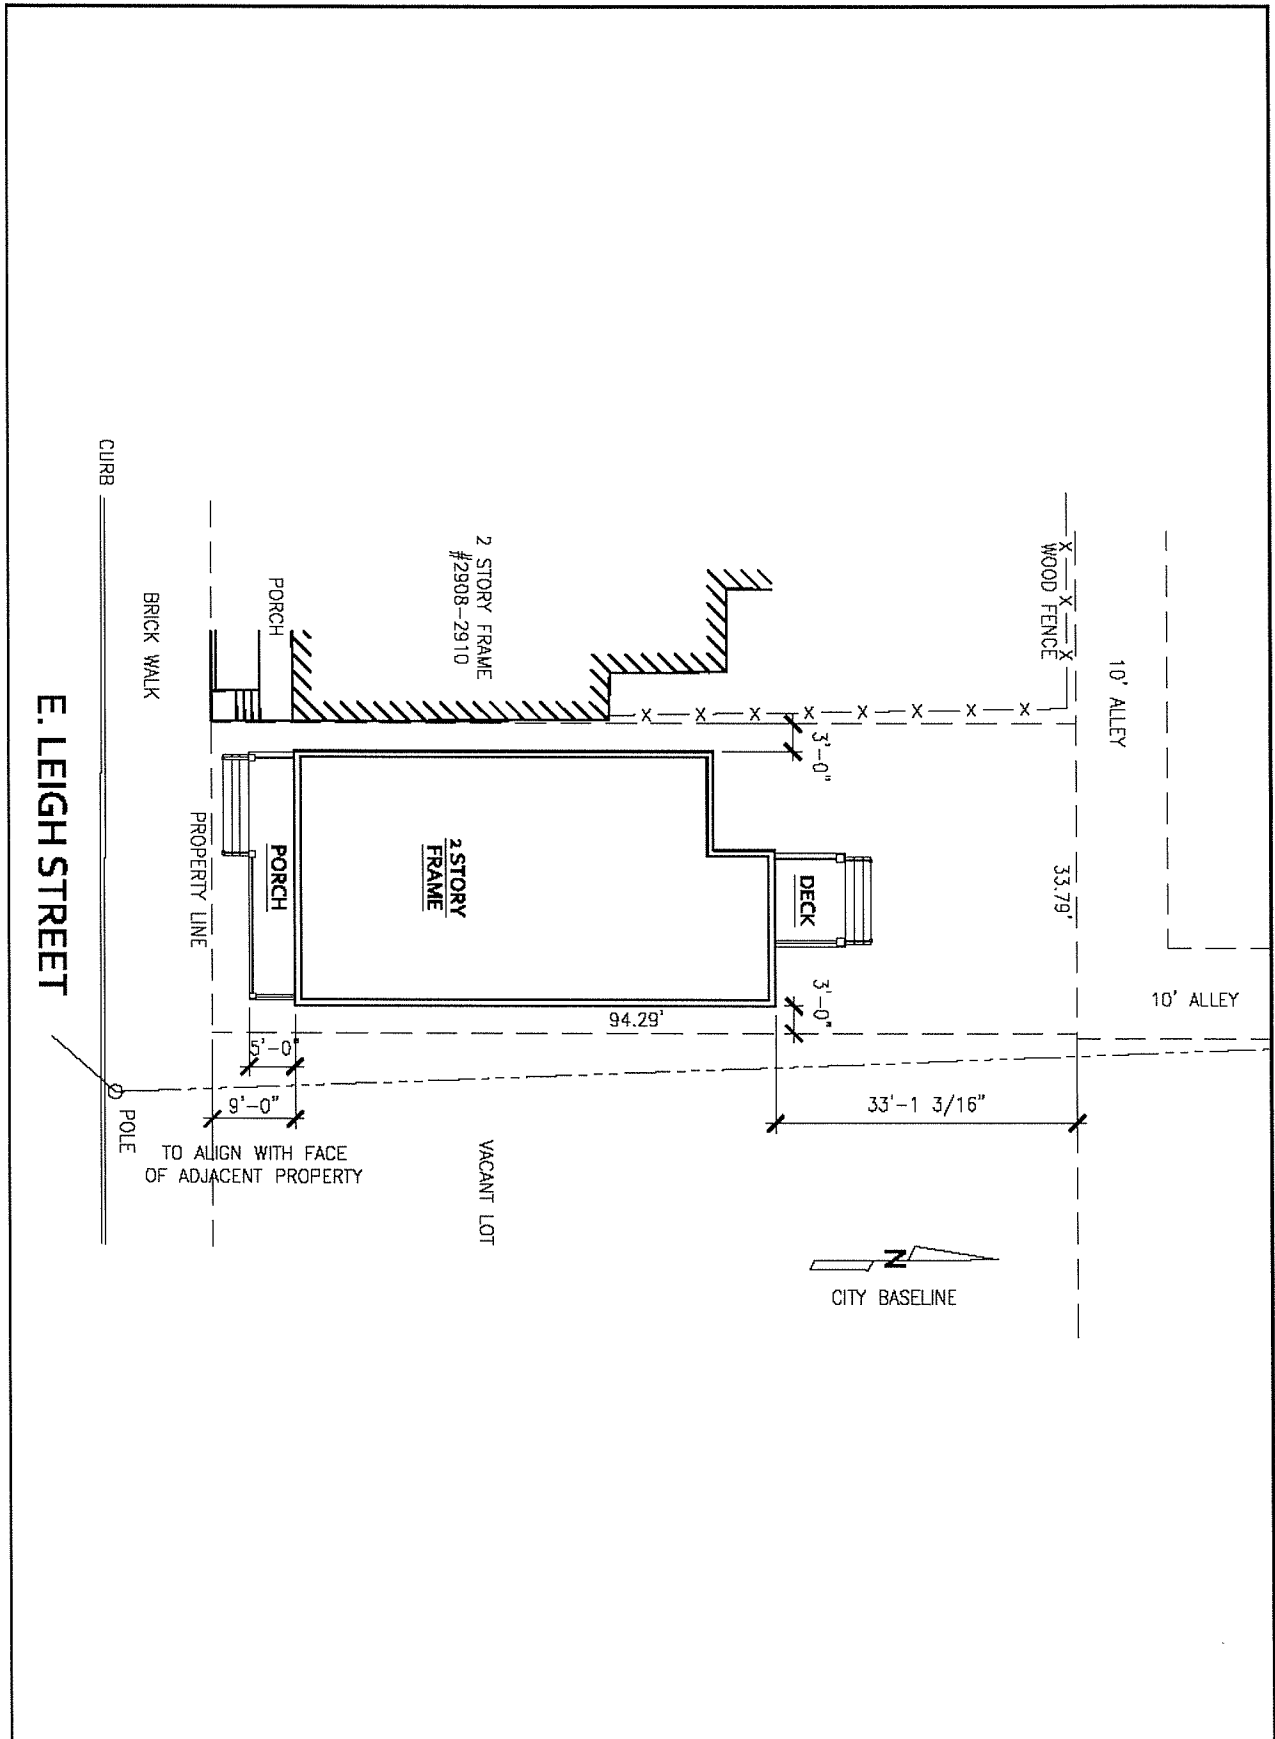 CURB
BRICK WALK
E. LEIGH STREET
PORCH
2 STORY FRAME
#2908-2910
WOOD FENCE
X X X
10' ALLEY
X X X X X X X X
3'-0"
PROPERTY LINE
PORCH
2 STORY
FRAME
DECK
33.79'
10' ALLEY
3'-0"
94.29'
5'-0"
9'-0"
33'-1 3/16"
POLE
TO ALIGN WITH FACE
OF ADJACENT PROPERTY
VACANT LOT
N
CITY BASELINE